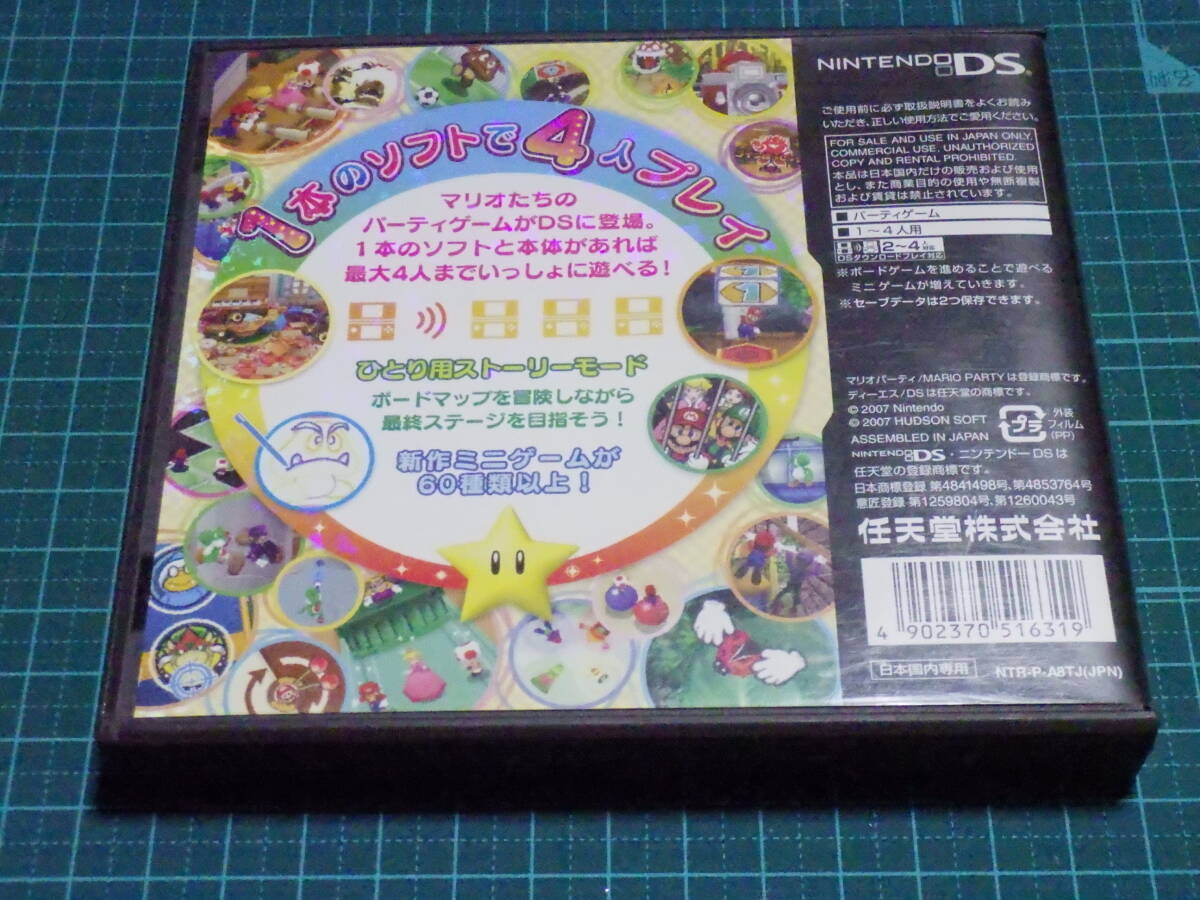 1本のソフトで4人プレイ
マリオたちの
パーティゲームがDSに登場。
1本のソフトと本体があれば
最大4人までいっしょに遊べる!
ひとり用ストーリーモード
ボードマップを冒険しながら
最終ステージを目指そう!
新作ミニゲームが
60種類以上!
NINTENDO DS
ご使用前に必ず取扱説明書をよくお読み
いただき、正しい使用方法でご愛用ください。
FOR SALE AND USE IN JAPAN ONLY.
COMMERCIAL USE, UNAUTHORIZED
COPY AND RENTAL PROHIBITED.
本品は日本国内だけの販売および使用
とし、また商業目的の使用や無断複製
および賃貸は禁止されています。
■パーティゲーム
■1〜4人用
2〜4人対応
DSダウンロードプレイ対応
※ボードゲームを進めることで遊べる
ミニゲームが増えていきます。
※セーブデータは2つ保存できます。
マリオパーティ/MARIO PARTYは登録商標です。
ディーエス/DSは任天堂の商標です。
© 2007 Nintendo
© 2007 HUDSON SOFT
ASSEMBLED IN JAPAN
プラ
外装
フィルム
(PP)
NINTENDO DS・ニンテンドーDSは
任天堂の登録商標です。
日本商標登録 第4841498号、第4853764号
意匠登録 第1259804号、第1260043号
任天堂株式会社
4 902370 516319
日本国内専用
NTR-P-A8TJ(JPN)